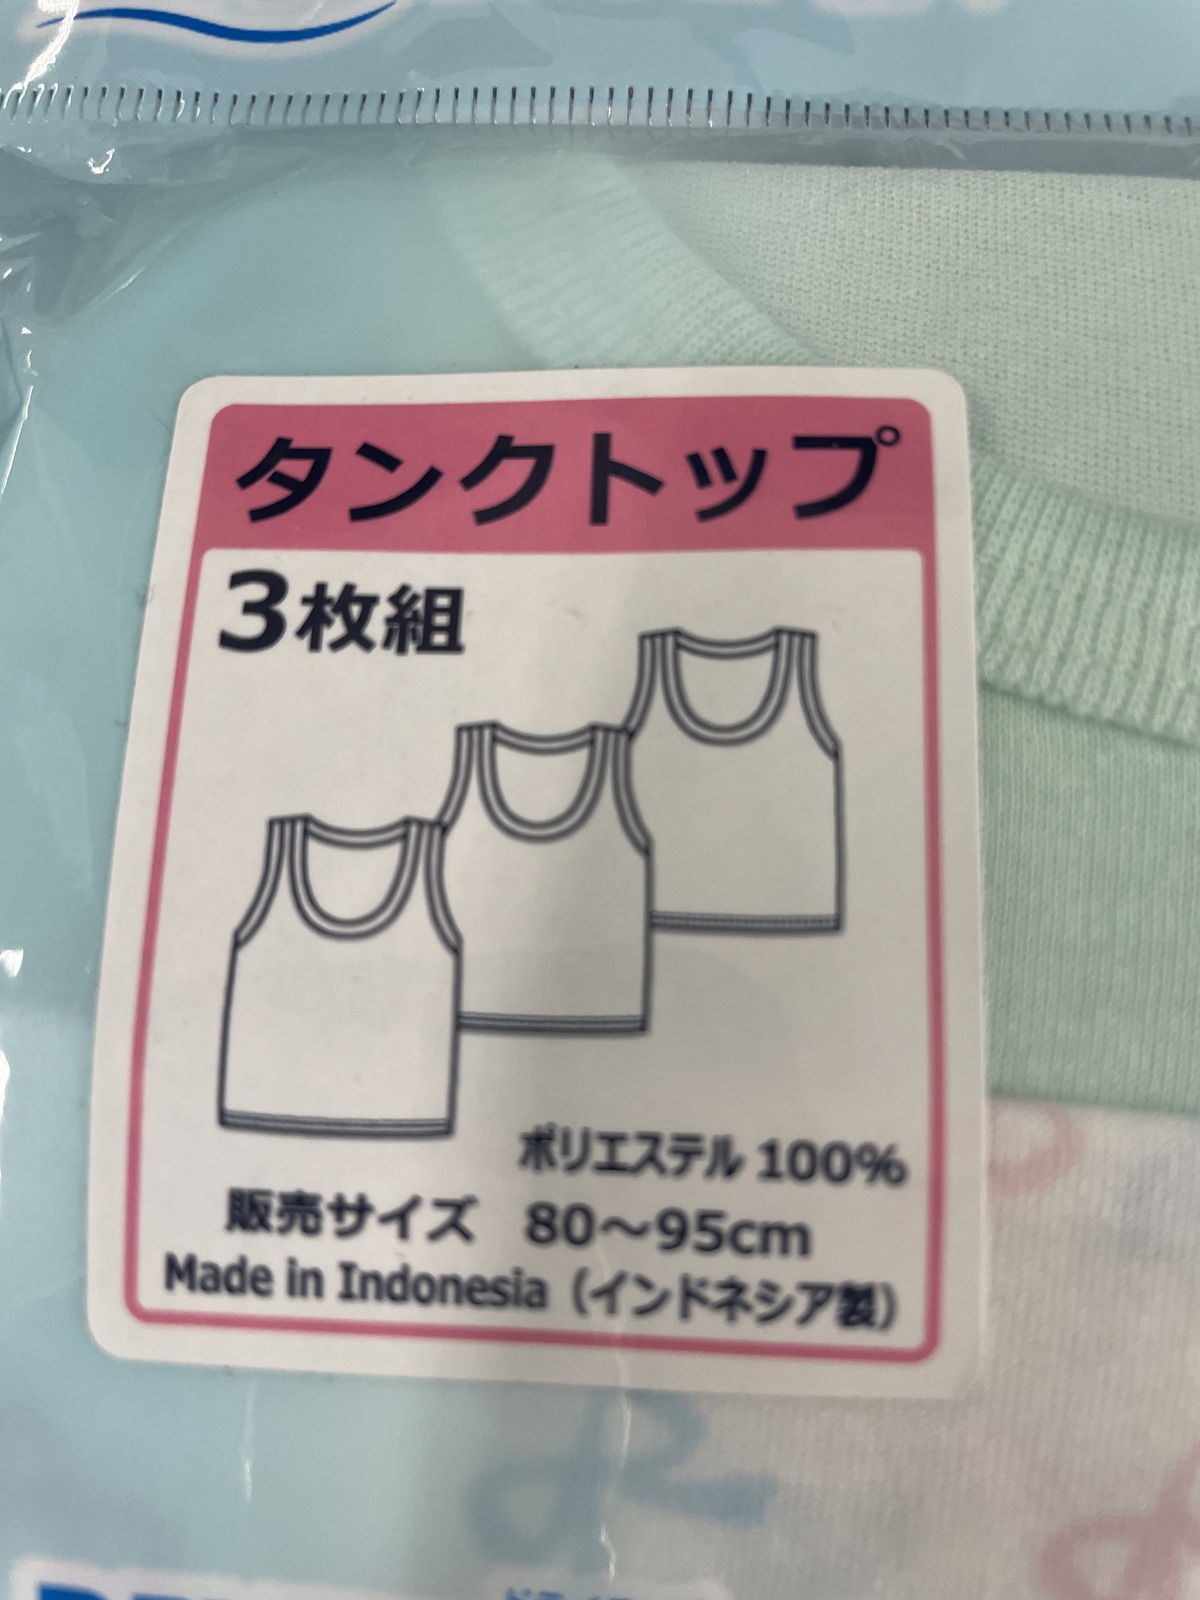 タンクトップ
3枚組
ポリエステル 100%
販売サイズ 80～95cm
Made in Indonesia（インドネシア製）